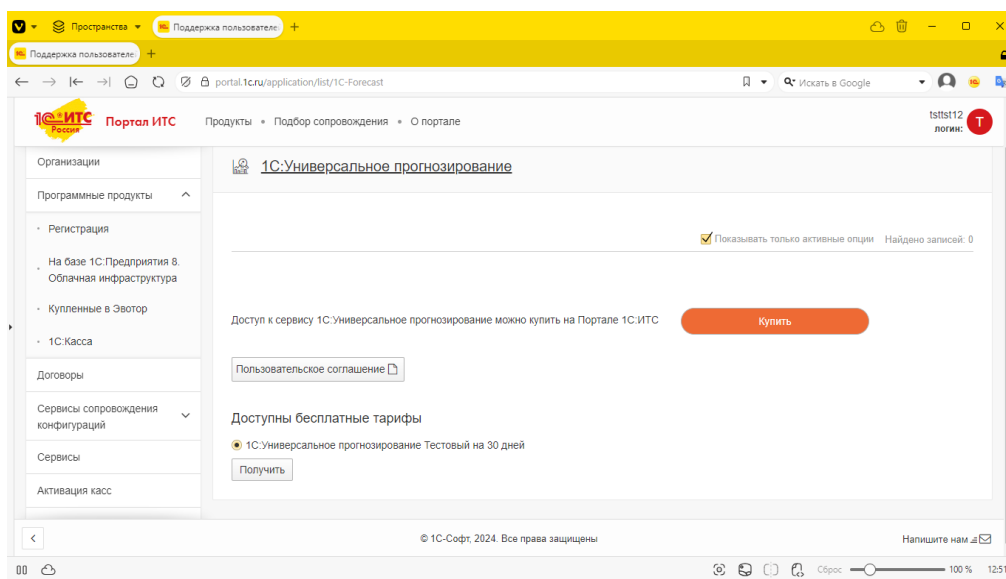 Пространства
Поддержка пользователе
Поддержка пользователе
portal.1c.ru/application/list/1C-Forecast
Искать в Google
1С ИТС
Россия
Портал ИТС
Продукты
Подбор сопровождения
О портале
tsttst12
логин:
T
Организации
Программные продукты
Регистрация
На базе 1С:Предприятия 8.
Облачная инфраструктура
Купленные в Эвотор
1С:Касса
Договоры
Сервисы сопровождения
конфигураций
Сервисы
Активация касс
1С:Универсальное прогнозирование
Показывать только активные опции
Найдено записей: 0
Доступ к сервису 1С:Универсальное прогнозирование можно купить на Портале 1С:ИТС
Купить
Пользовательское соглашение
Доступны бесплатные тарифы
1С:Универсальное прогнозирование Тестовый на 30 дней
Получить
© 1С-Софт, 2024. Все права защищены
Напишите нам
Сброс
100 %